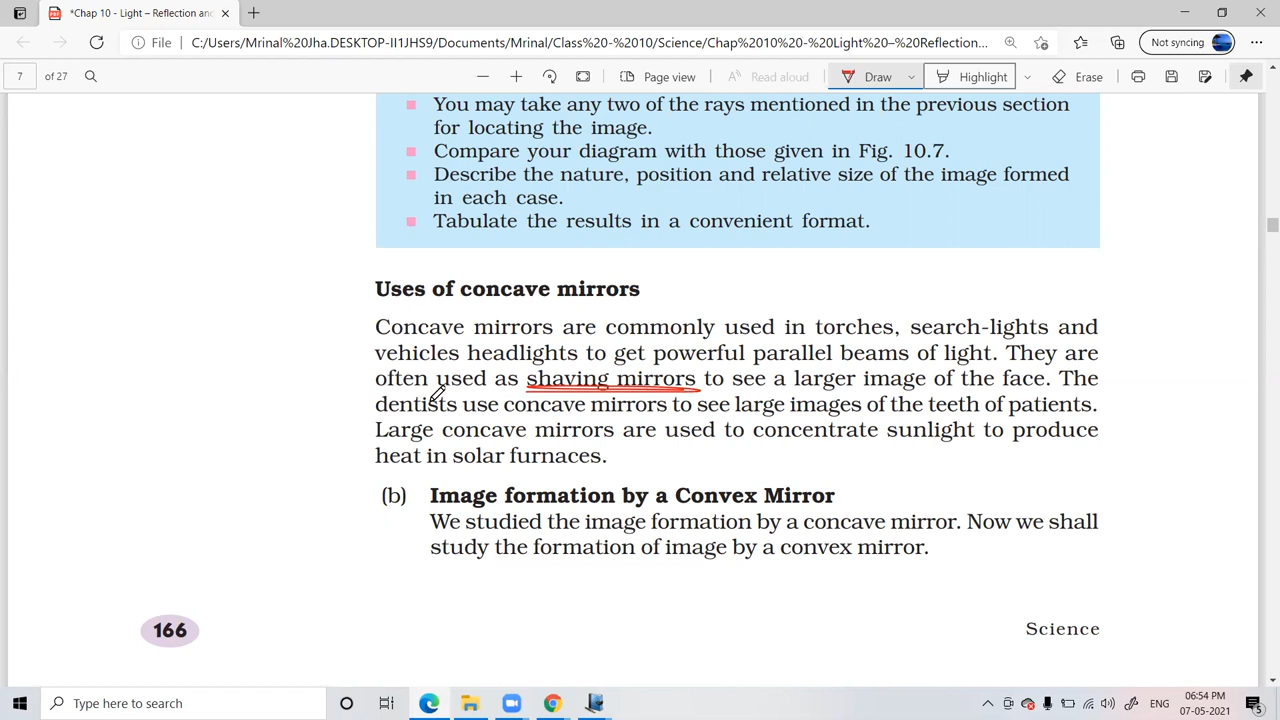 *Chap 10 - Light – Reflection and
File
C:/Users/Mrinal%20Jha.DESKTOP-II1JHS9/Documents/Mrinal/Class%20-%2010/Science/Chap%2010%20-%20Light%20–%20Reflection...
Not syncing
7 of 27
Page view
Read aloud
Draw
Highlight
Erase
You may take any two of the rays mentioned in the previous section
for locating the image.
Compare your diagram with those given in Fig. 10.7.
Describe the nature, position and relative size of the image formed
in each case.
Tabulate the results in a convenient format.
Uses of concave mirrors
Concave mirrors are commonly used in torches, search-lights and
vehicles headlights to get powerful parallel beams of light. They are
often used as shaving mirrors to see a larger image of the face. The
dentists use concave mirrors to see large images of the teeth of patients.
Large concave mirrors are used to concentrate sunlight to produce
heat in solar furnaces.
(b) Image formation by a Convex Mirror
We studied the image formation by a concave mirror. Now we shall
study the formation of image by a convex mirror.
166
Science
Type here to search
ENG
06:54 PM
07-05-2021
5